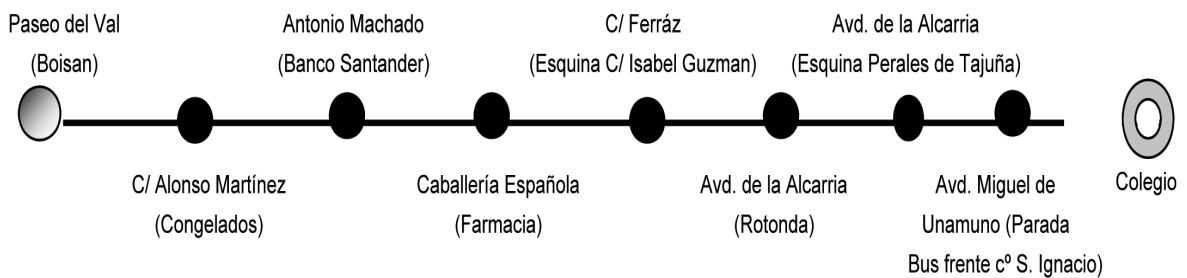 Paseo del Val
(Boisan)
Antonio Machado
(Banco Santander)
C/ Ferráz
(Esquina C/ Isabel Guzman)
Avd. de la Alcarria
(Esquina Perales de Tajuña)
C/ Alonso Martínez
(Congelados)
Caballería Española
(Farmacia)
Avd. de la Alcarria
(Rotonda)
Avd. Miguel de
Unamuno (Parada
Bus frente cº S. Ignacio)
Colegio